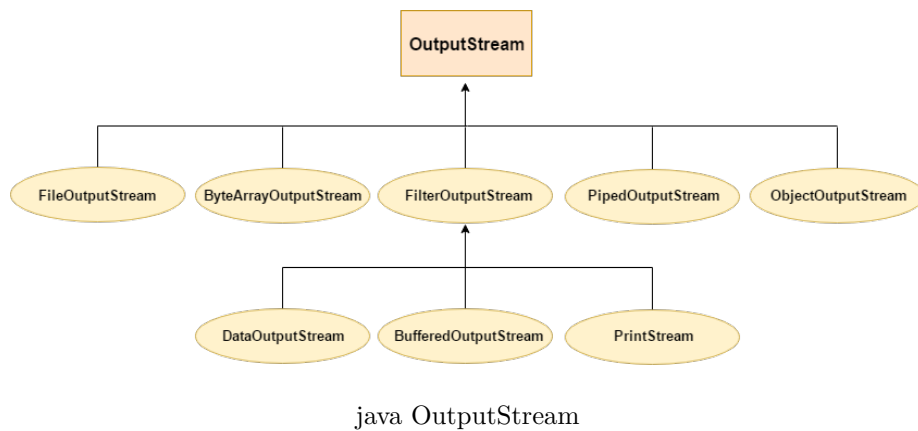 OutputStream
FileOutputStream ByteArrayOutputStream FilterOutputStream PipedOutputStream ObjectOutputStream
DataOutputStream BufferedOutputStream PrintStream
java OutputStream